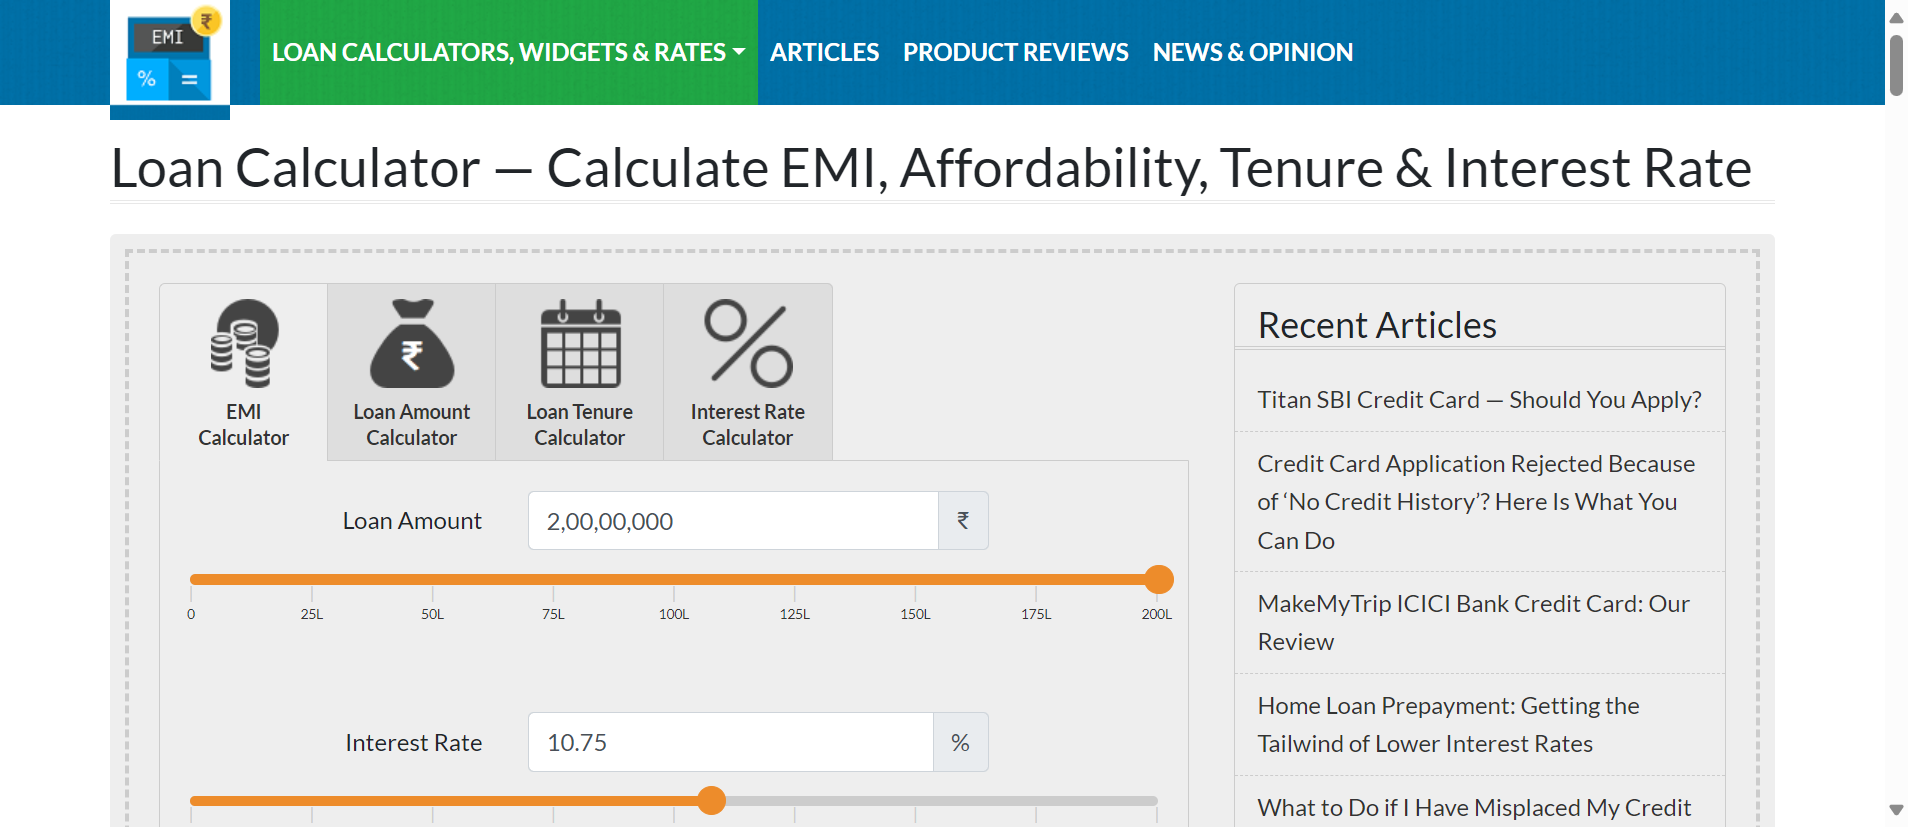 EMI
₹
%
=
LOAN CALCULATORS, WIDGETS & RATES
ARTICLES
PRODUCT REVIEWS
NEWS & OPINION
Loan Calculator — Calculate EMI, Affordability, Tenure & Interest Rate
EMI
Calculator
₹
Loan Amount
Calculator
Loan Tenure
Calculator
Interest Rate
Calculator
Loan Amount
2,00,00,000
₹
0
25L
50L
75L
100L
125L
150L
175L
200L
Interest Rate
10.75
%
Recent Articles
Titan SBI Credit Card — Should You Apply?
Credit Card Application Rejected Because
of ‘No Credit History’? Here Is What You
Can Do
MakeMyTrip ICICI Bank Credit Card: Our
Review
Home Loan Prepayment: Getting the
Tailwind of Lower Interest Rates
What to Do if I Have Misplaced My Credit